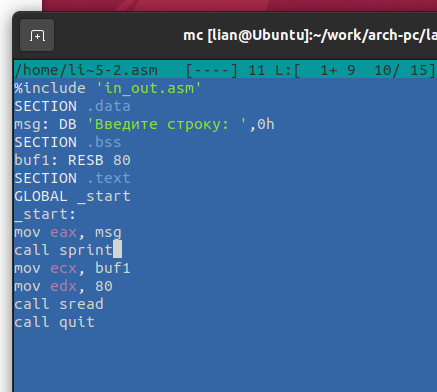 mc [lian@Ubuntu]:~/work/arch-pc/la
/home/li~5-2.asm [----] 11 L:[ 1+ 9 10/ 15]
%include 'in_out.asm'
SECTION .data
msg: DB 'Введите строку: ',0h
SECTION .bss
buf1: RESB 80
SECTION .text
GLOBAL _start
_start:
mov eax, msg
call sprint
mov ecx, buf1
mov edx, 80
call sread
call quit